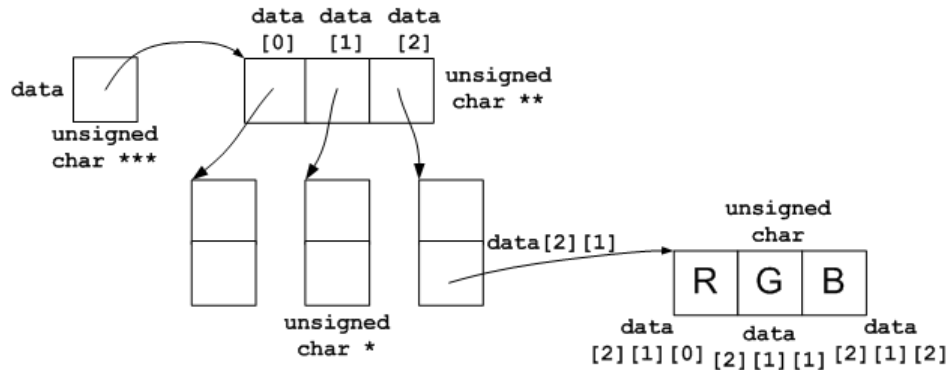 data data data
[0] [1] [2]
data
unsigned
char ***
unsigned
char **
data[2][1]
unsigned
char *
unsigned
char
R G B
data
[2][1][0]
data
[2][1][1]
data
[2][1][2]